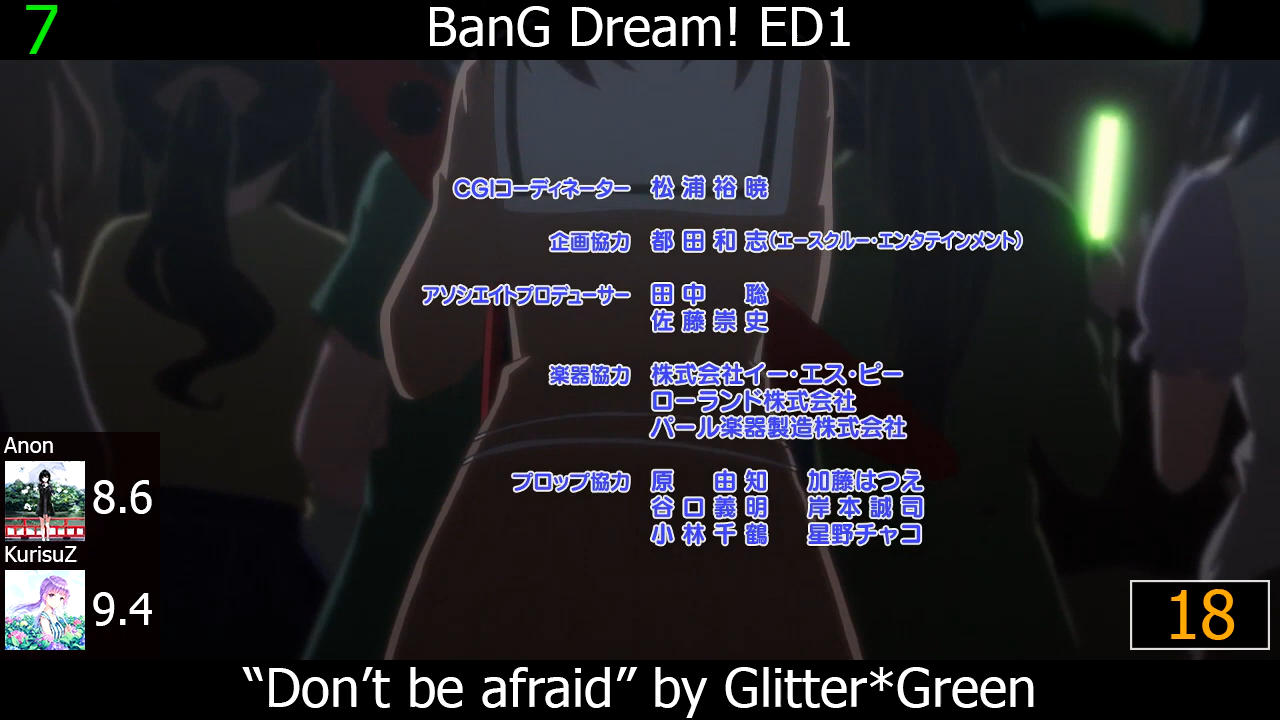 7
BanG Dream! ED1
CGIコーディネーター 松浦裕暁
企画協力 都田和志(エースクルー・エンタテインメント)
アソシエイトプロデューサー 田中 聡
佐藤崇史
楽器協力 株式会社イー・エス・ピー
ローランド株式会社
パール楽器製造株式会社
プロップ協力 原 由知 加藤はつえ
谷口義明 岸本誠司
小林千鶴 星野チャコ
Anon
8.6
KurisuZ
9.4
18
“Don’t be afraid” by Glitter*Green